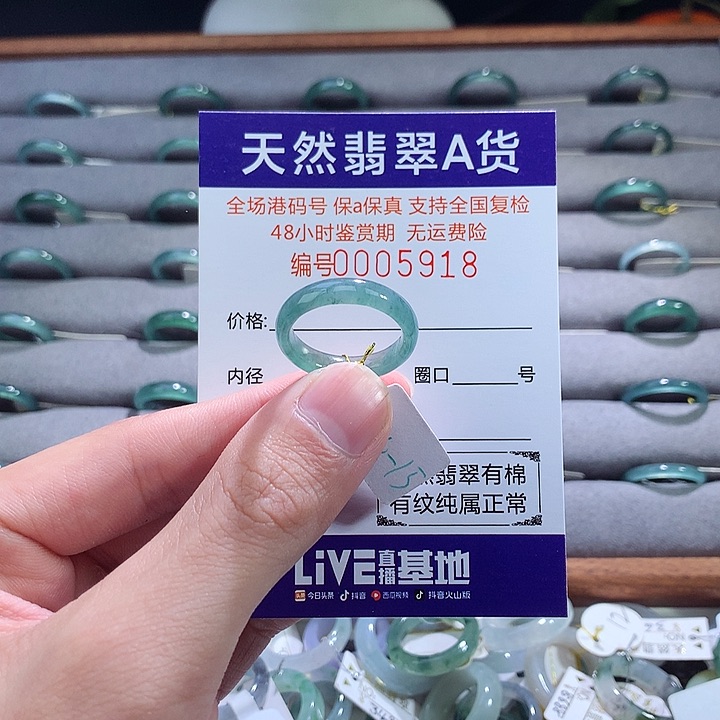 天然翡翠A货
全场港码号 保a保真 支持全国复检
48小时鉴赏期 无运费险
编号0005918
价格:
内径
圈口 号
翡翠有棉
有纹纯属正常
LiVE直播基地
头条 今日头条 抖音 西瓜视频 抖音火山版